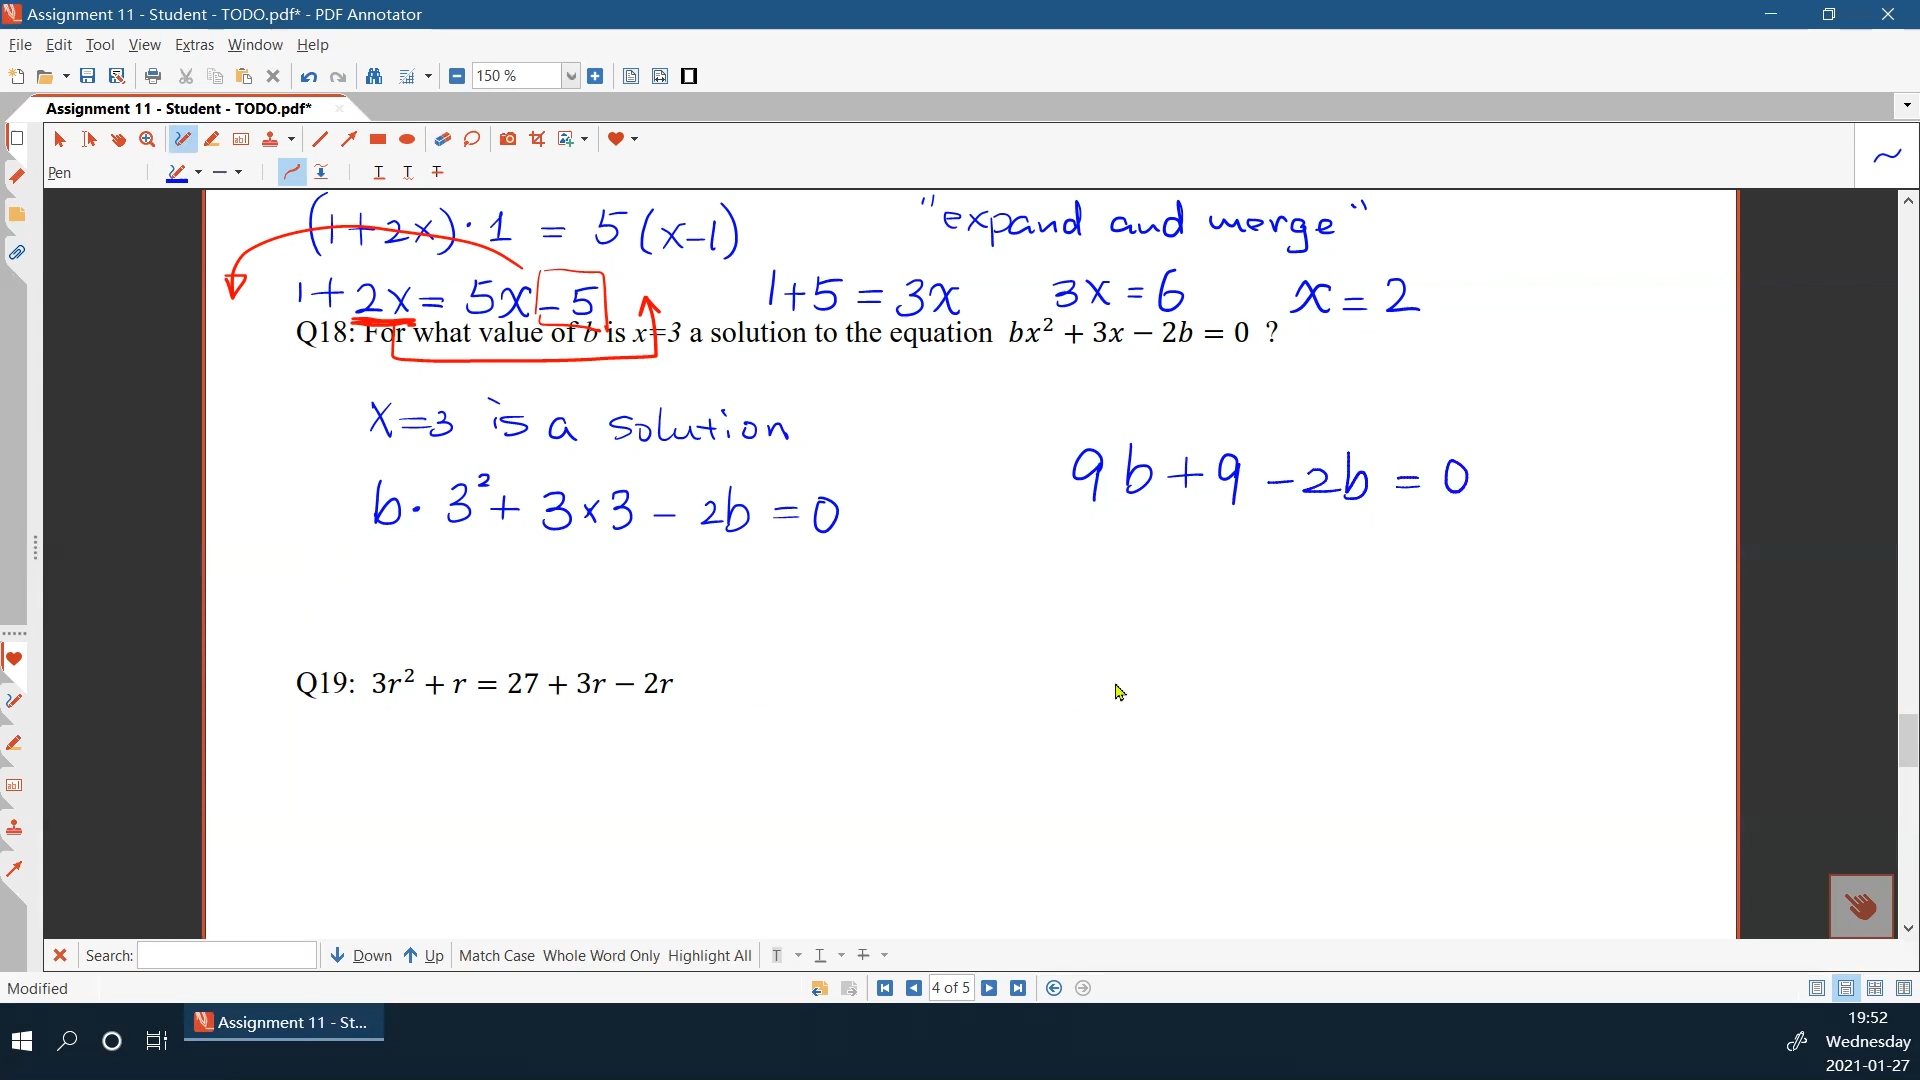 Assignment 11 - Student - TODO.pdf* - PDF Annotator
File Edit Tool View Extras Window Help
150 %
Assignment 11 - Student - TODO.pdf*
Pen
(1+2x)·1 = 5(x-1) "expand and merge"
1+2x = 5x-5 1+5 = 3x 3x = 6 x = 2
Q18: For what value of b is x=3 a solution to the equation bx² + 3x − 2b = 0 ?
x=3 is a solution
9b+9-2b = 0
b·3²+ 3×3 - 2b = 0
Q19: 3r² + r = 27 + 3r − 2r
Search: Down Up Match Case Whole Word Only Highlight All
Modified 4 of 5
Assignment 11 - St...
19:52
Wednesday
2021-01-27